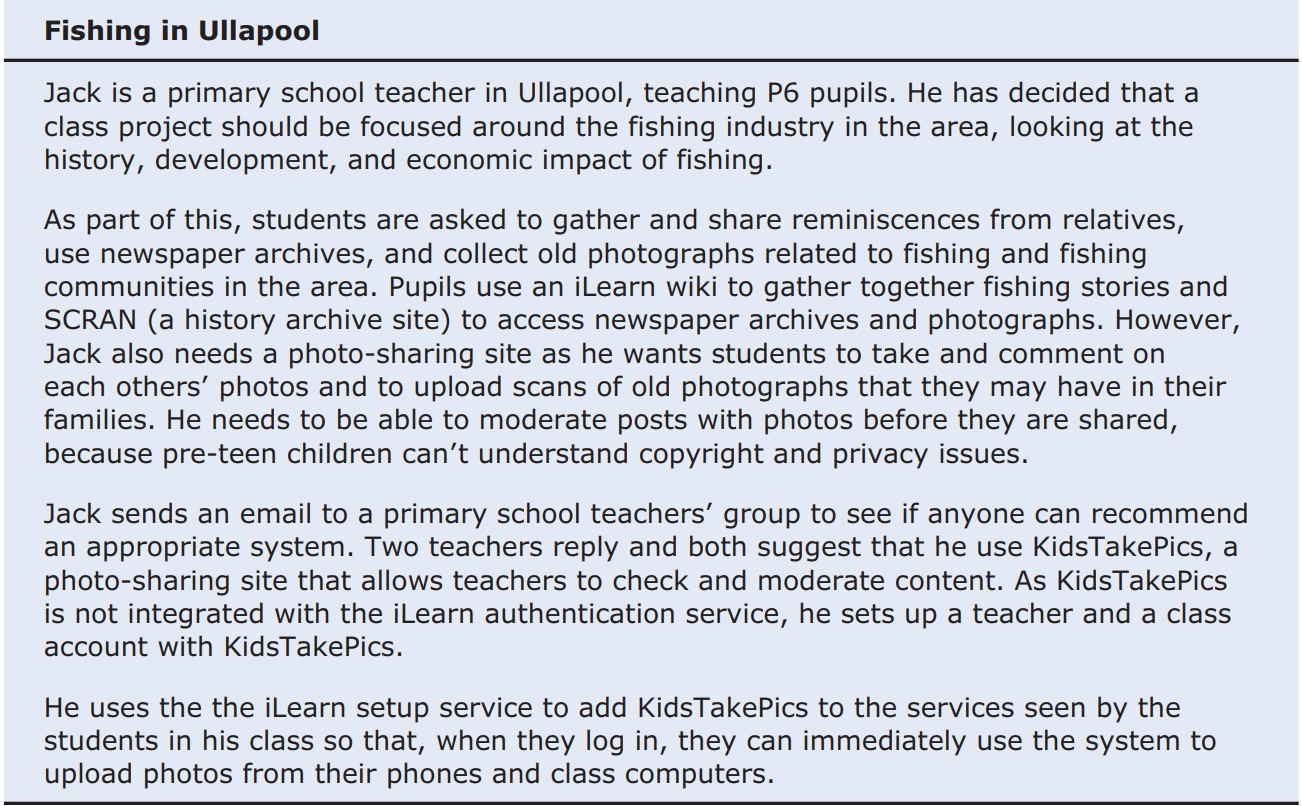 Fishing in Ullapool
Jack is a primary school teacher in Ullapool, teaching P6 pupils. He has decided that a
class project should be focused around the fishing industry in the area, looking at the
history, development, and economic impact of fishing.
As part of this, students are asked to gather and share reminiscences from relatives,
use newspaper archives, and collect old photographs related to fishing and fishing
communities in the area. Pupils use an iLearn wiki to gather together fishing stories and
SCRAN (a history archive site) to access newspaper archives and photographs. However,
Jack also needs a photo-sharing site as he wants students to take and comment on
each others’ photos and to upload scans of old photographs that they may have in their
families. He needs to be able to moderate posts with photos before they are shared,
because pre-teen children can’t understand copyright and privacy issues.
Jack sends an email to a primary school teachers’ group to see if anyone can recommend
an appropriate system. Two teachers reply and both suggest that he use KidsTakePics, a
photo-sharing site that allows teachers to check and moderate content. As KidsTakePics
is not integrated with the iLearn authentication service, he sets up a teacher and a class
account with KidsTakePics.
He uses the the iLearn setup service to add KidsTakePics to the services seen by the
students in his class so that, when they log in, they can immediately use the system to
upload photos from their phones and class computers.